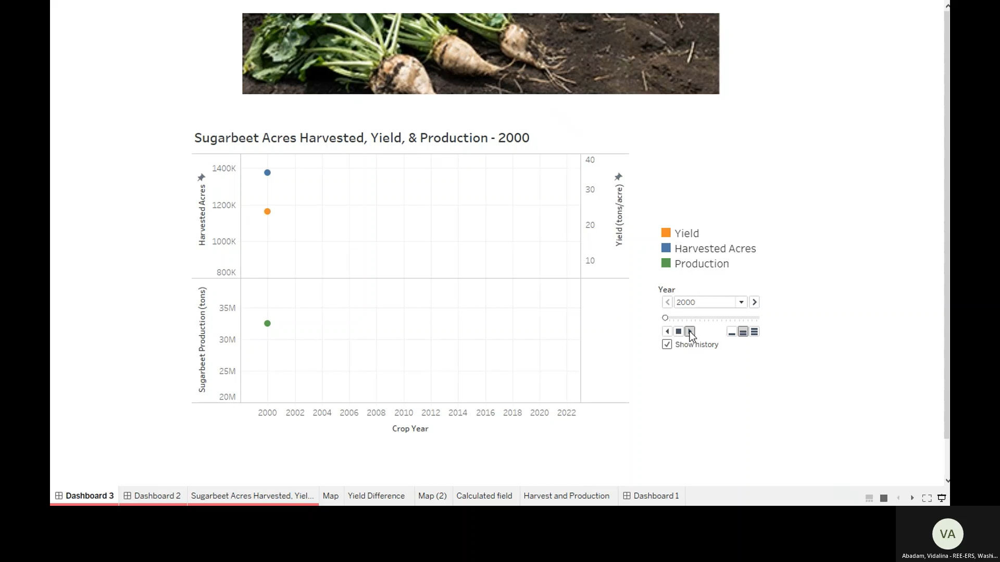 Sugarbeet Acres Harvested, Yield, & Production - 2000
1400K
1200K
1000K
800K
Harvested Acres
40
30
20
10
Yield (tons/acre)
35M
30M
25M
20M
Sugarbeet Production (tons)
2000 2002 2004 2006 2008 2010 2012 2014 2016 2018 2020 2022
Crop Year
Yield
Harvested Acres
Production
Year
2000
Show history
Dashboard 3 Dashboard 2 Sugarbeet Acres Harvested, Yiel... Map Yield Difference Map (2) Calculated field Harvest and Production Dashboard 1
VA
Abadam, Vidalina - REE-ERS, Washi...